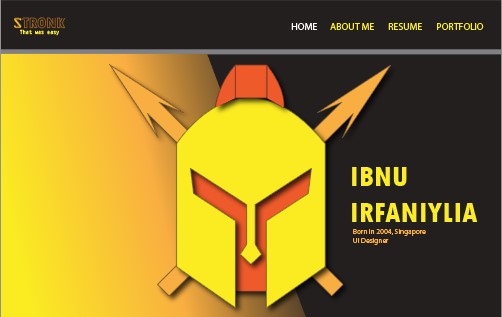 STRONK
That was easy
HOME ABOUT ME RESUME PORTFOLIO
IBNU
IRFANIYLIA
Born in 2004, Singapore
UI Designer